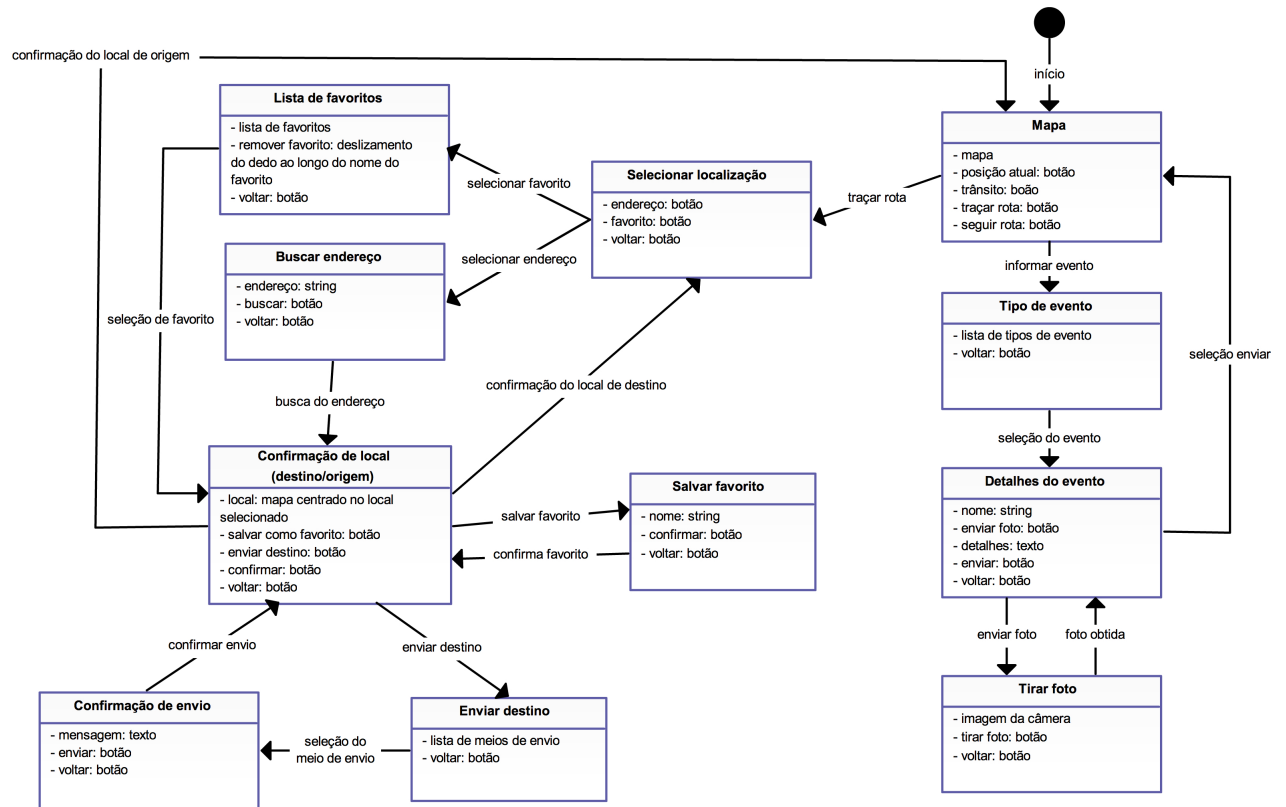 confirmação do local de origem
início
Lista de favoritos
- lista de favoritos
- remover favorito: deslizamento
do dedo ao longo do nome do
favorito
- voltar: botão
selecionar favorito
Selecionar localização
- endereço: botão
- favorito: botão
- voltar: botão
traçar rota
Mapa
- mapa
- posição atual: botão
- trânsito: boão
- traçar rota: botão
- seguir rota: botão
Buscar endereço
- endereço: string
- buscar: botão
- voltar: botão
selecionar endereço
informar evento
Tipo de evento
- lista de tipos de evento
- voltar: botão
seleção de favorito
seleção enviar
busca do endereço
confirmação do local de destino
seleção do evento
Confirmação de local
(destino/origem)
- local: mapa centrado no local
selecionado
- salvar como favorito: botão
- enviar destino: botão
- confirmar: botão
- voltar: botão
salvar favorito
confirma favorito
Salvar favorito
- nome: string
- confirmar: botão
- voltar: botão
Detalhes do evento
- nome: string
- enviar foto: botão
- detalhes: texto
- enviar: botão
- voltar: botão
confirmar envio
enviar destino
enviar foto
foto obtida
Confirmação de envio
- mensagem: texto
- enviar: botão
- voltar: botão
seleção do
meio de envio
Enviar destino
- lista de meios de envio
- voltar: botão
Tirar foto
- imagem da câmera
- tirar foto: botão
- voltar: botão